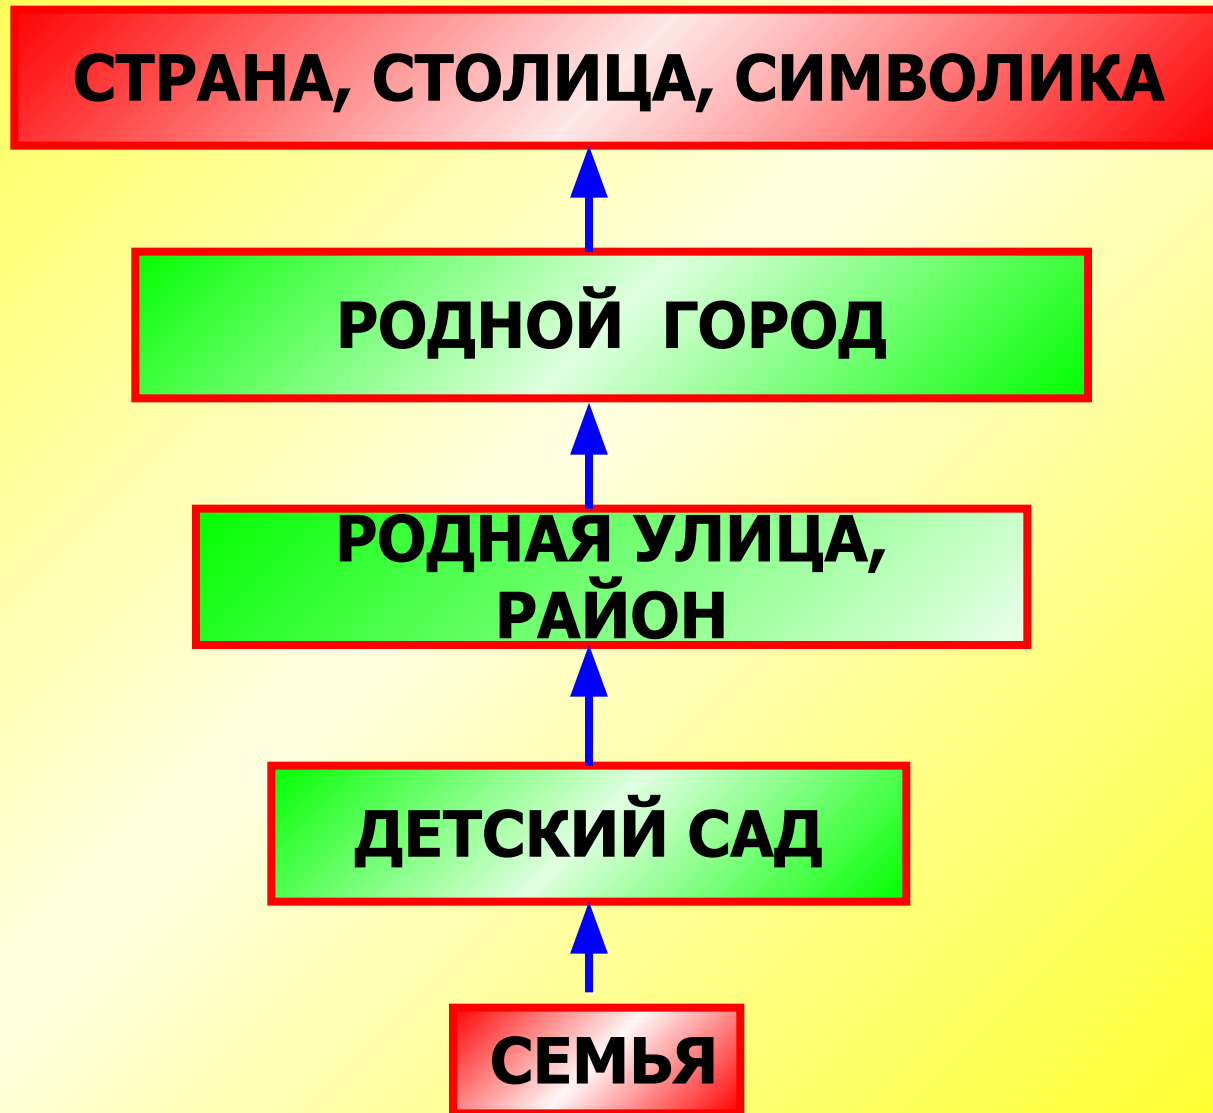 СТРАНА, СТОЛИЦА, СИМВОЛИКА
РОДНОЙ ГОРОД
РОДНАЯ УЛИЦА,
РАЙОН
ДЕТСКИЙ САД
СЕМЬЯ